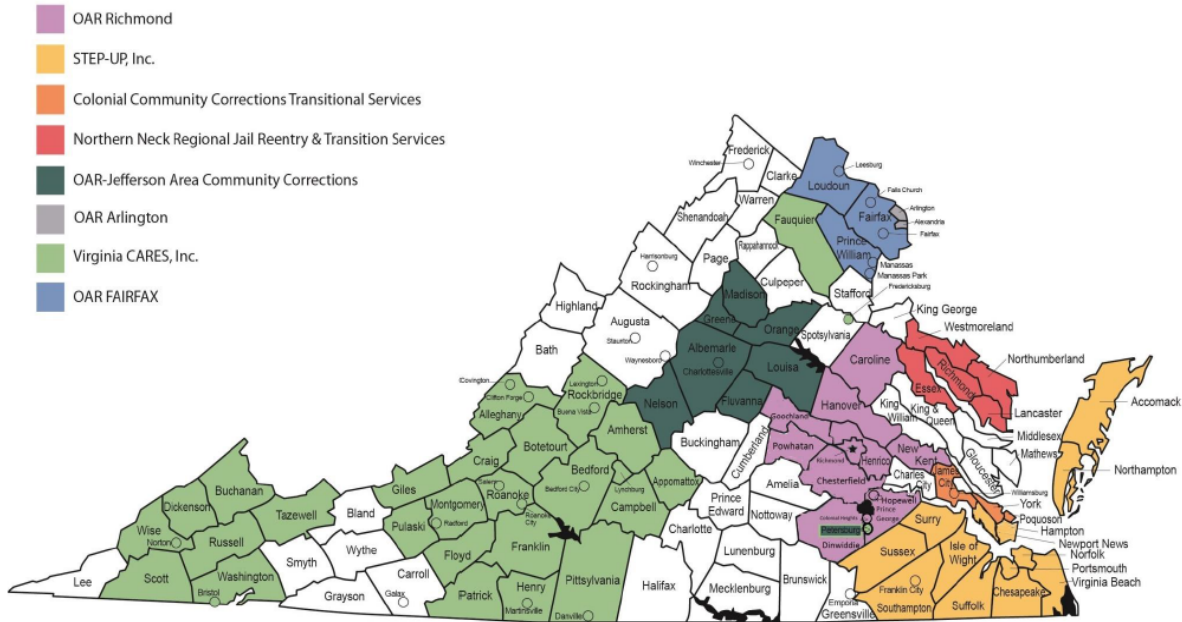 OAR Richmond
STEP-UP, Inc.
Colonial Community Corrections Transitional Services
Northern Neck Regional Jail Reentry & Transition Services
OAR-Jefferson Area Community Corrections
OAR Arlington
Virginia CARES, Inc.
OAR FAIRFAX
Frederick
Winchester
Clarke
Leesburg
Loudoun
Warren
Falls Church
Shenandoah
Fauquier
Fairfax
Arlington
Alexandria
Fairfax
Rappahannock
Prince
William
Harrisonburg
Page
Manassas
Manassas Park
Rockingham
Culpeper
Madison
Stafford
Fredericksburg
Highland
King George
Augusta
Greene
Orange
Spotsylvania
Westmoreland
Staunton
Bath
Albemarle
Waynesboro
Caroline
Northumberland
Charlottesville
Louisa
Richmond
Essex
Covington
Lexington
Rockbridge
Clifton Forge
Nelson
Fluvanna
Hanover
King
William
King
& Queen
Accomack
Lancaster
Buena Vista
Alleghany
Goochland
Amherst
Buckingham
Cumberland
Middlesex
Botetourt
Powhatan
Mathews
Richmond
Henrico
New
Kent
Gloucester
Craig
Bedford
Northampton
Chesterfield
Charles
City
James
City
Buchanan
Giles
Salem
Roanoke
Bedford City
Lynchburg
Appomattox
Amelia
Williamsburg
Dickenson
Montgomery
Campbell
Prince
Edward
Hopewell
York
Tazewell
Bland
Roanoke
City
Prince
George
Poquoson
Wise
Pulaski
Radford
Nottoway
Colonial Heights
Surry
Hampton
Norton
Russell
Charlotte
Petersburg
Newport News
Wythe
Floyd
Franklin
Dinwiddie
Sussex
Isle of
Wight
Norfolk
Smyth
Lunenburg
Portsmouth
Lee
Scott
Washington
Carroll
Pittsylvania
Halifax
Virginia Beach
Patrick
Henry
Mecklenburg
Brunswick
Franklin City
Chesapeake
Bristol
Grayson
Galax
Martinsville
Emporia
Southampton
Suffolk
Danville
Greensville